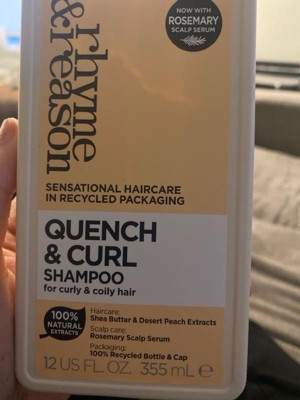 NOW WITH
ROSEMARY
SCALP SERUM
rhyme
&reason
SENSATIONAL HAIRCARE
IN RECYCLED PACKAGING
QUENCH
& CURL
SHAMPOO
for curly & coily hair
100%
NATURAL
EXTRACTS
Haircare:
Shea Butter & Desert Peach Extracts
Scalp care:
Rosemary Scalp Serum
Packaging:
100% Recycled Bottle & Cap
12 US FL. OZ. 355 mL ℮